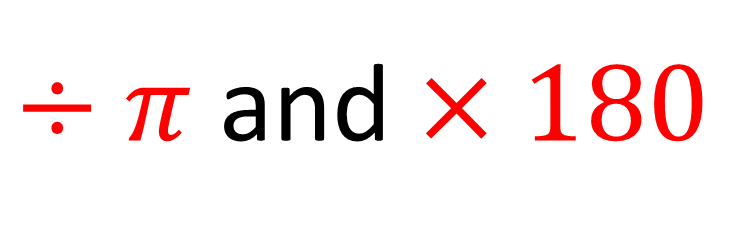 ÷ π and × 180